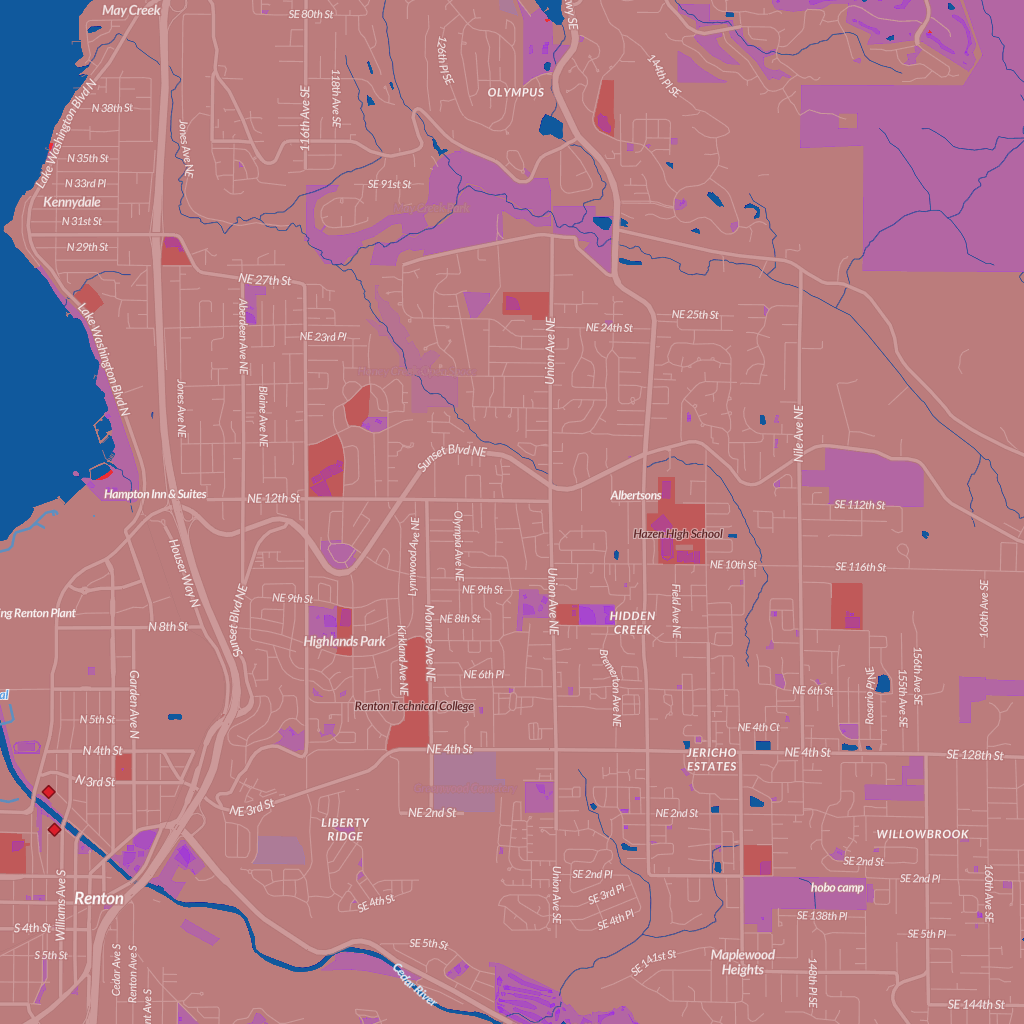 May Creek
SE 80th St
Hwy SE
126th Pl SE
144th Pl SE
118th Ave SE
116th Ave SE
OLYMPUS
Lake Washington Blvd N
N 38th St
Jones Ave NE
N 35th St
N 33rd Pl
SE 91st St
Kennydale
N 31st St
N 29th St
NE 27th St
Lake Washington Blvd N
Aberdeen Ave NE
NE 23rd Pl
NE 24th St
NE 25th St
Union Ave NE
Jones Ave NE
Blaine Ave NE
Nile Ave NE
Sunset Blvd NE
Hampton Inn & Suites
NE 12th St
Albertsons
SE 112th St
Hazen High School
Lynnwood Ave NE
Olympia Ave NE
Houser Way N
NE 10th St
SE 116th St
Sunset Blvd NE
NE 9th St
NE 9th St
Union Ave NE
Field Ave NE
160th Ave SE
ing Renton Plant
N 8th St
NE 8th St
HIDDEN
CREEK
Highlands Park
Kirkland Ave NE
Monroe Ave NE
Bremerton Ave NE
NE 6th Pl
156th Ave SE
155th Ave SE
Rosario Pl NE
NE 6th St
al
Garden Ave N
Renton Technical College
N 5th St
NE 4th Ct
N 4th St
NE 4th St
JERICHO
ESTATES
NE 4th St
SE 128th St
N 3rd St
NE 3rd St
NE 2nd St
NE 2nd St
LIBERTY
RIDGE
WILLOWBROOK
SE 2nd St
SE 2nd Pl
SE 2nd Pl
Union Ave SE
SE 3rd Pl
hobo camp
160th Ave SE
Renton
Williams Ave S
SE 4th St
SE 4th Pl
SE 138th Pl
S 4th St
SE 5th Pl
SE 5th St
S 5th St
Cedar Ave S
Renton Ave S
Cedar River
SE 141st St
Maplewood
Heights
148th Pl SE
nt Ave S
SE 144th St